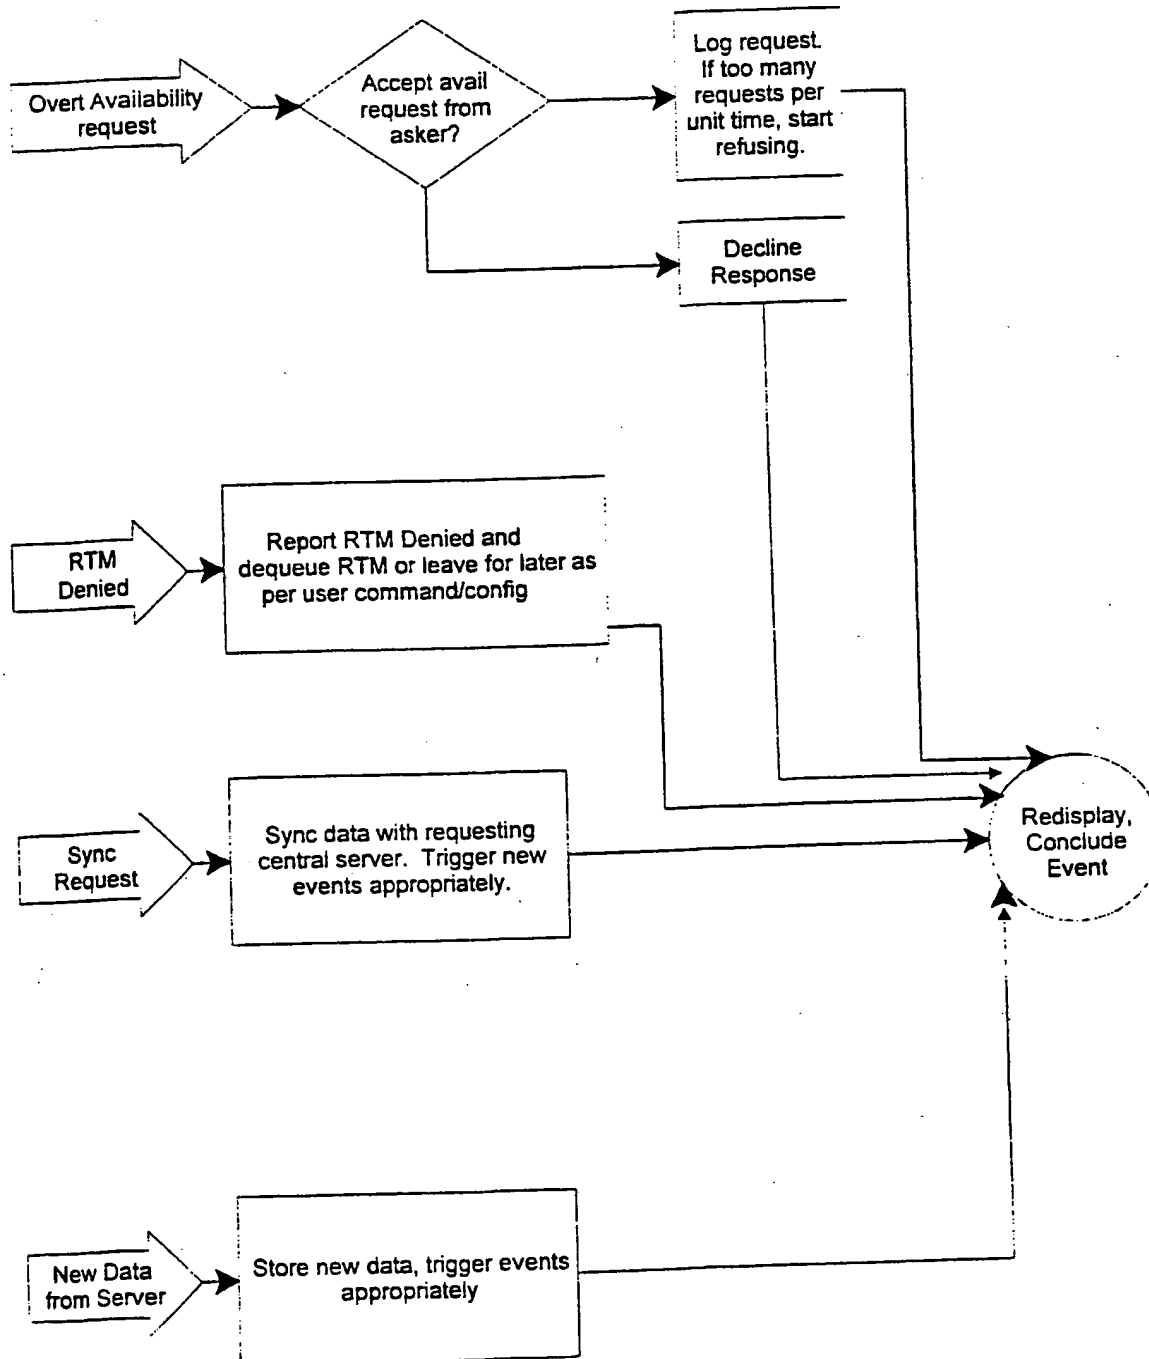 Overt Availability
request
Accept avail
request from
asker?
Log request.
If too many
requests per
unit time, start
refusing.
Decline
Response
RTM
Denied
Report RTM Denied and
dequeue RTM or leave for later as
per user command/config
Sync
Request
Sync data with requesting
central server. Trigger new
events appropriately.
Redisplay,
Conclude
Event
New Data
from Server
Store new data, trigger events
appropriately